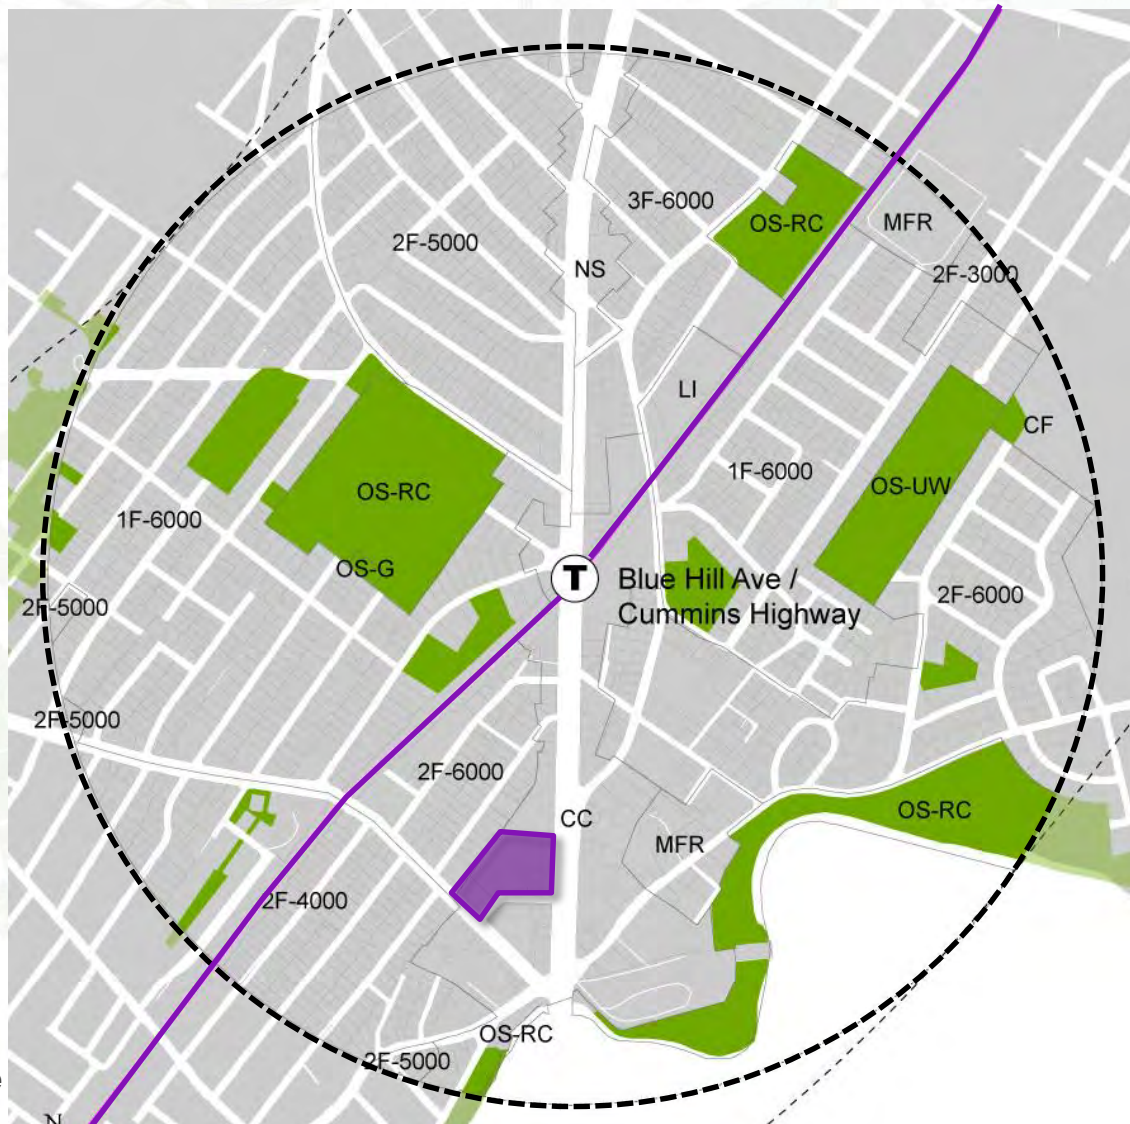 3F-6000
OS-RC
MFR
2F-5000
NS
2F-3000
LI
CF
1F-6000
OS-RC
OS-UW
1F-6000
OS-G
T
Blue Hill Ave /
Cummins Highway
2F-5000
2F-6000
2F-5000
2F-6000
OS-RC
CC
MFR
2F-4000
OS-RC
2F-5000
N